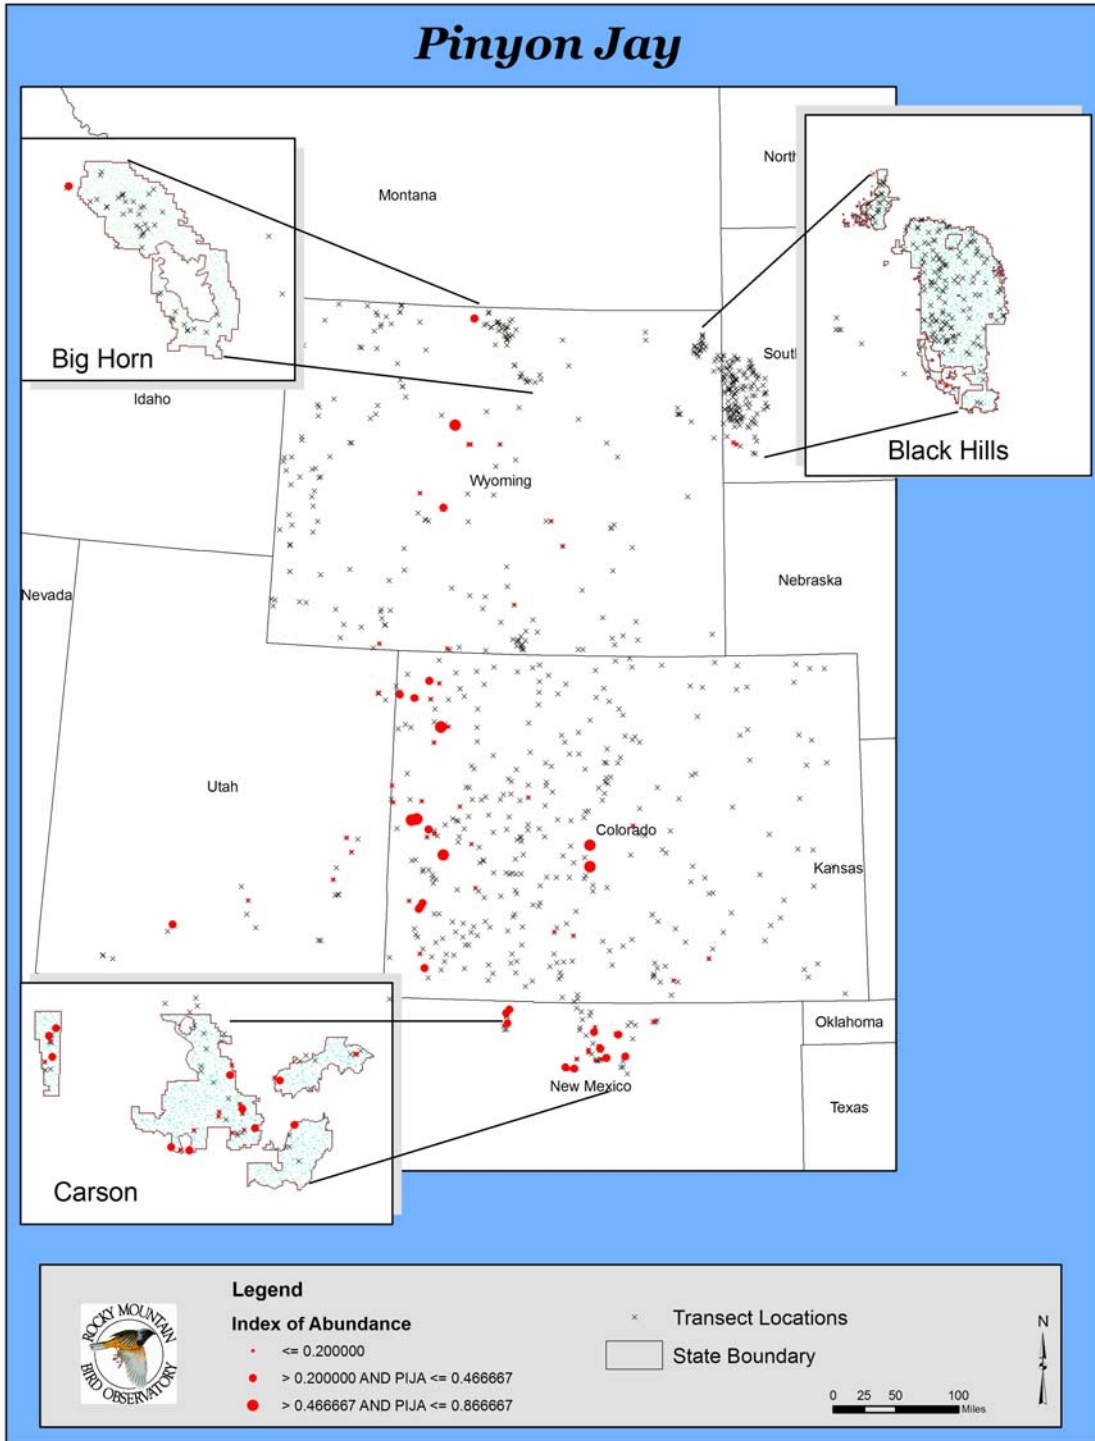 Pinyon Jay
Montana
North
Big Horn
Idaho
South
Black Hills
Wyoming
Nebraska
Nevada
Utah
Colorado
Kansas
Oklahoma
New Mexico
Texas
Carson
Legend
Index of Abundance
<= 0.200000
> 0.200000 AND PIJA <= 0.466667
> 0.466667 AND PIJA <= 0.866667
Transect Locations
State Boundary
ROCKY MOUNTAIN
BIRD OBSERVATORY
N
0 25 50 100
Miles